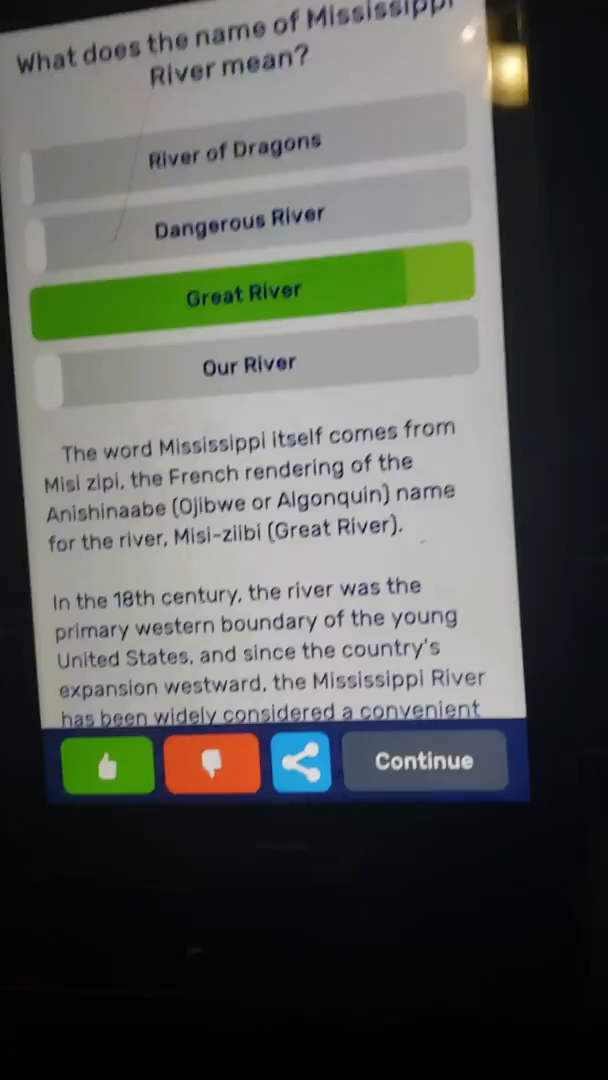 What does the name of Mississippi
River mean?
River of Dragons
Dangerous River
Great River
Our River
The word Mississippi itself comes from
Misi zipi, the French rendering of the
Anishinaabe (Ojibwe or Algonquin) name
for the river, Misi-ziibi (Great River).
In the 18th century, the river was the
primary western boundary of the young
United States, and since the country's
expansion westward, the Mississippi River
has been widely considered a convenient
Continue